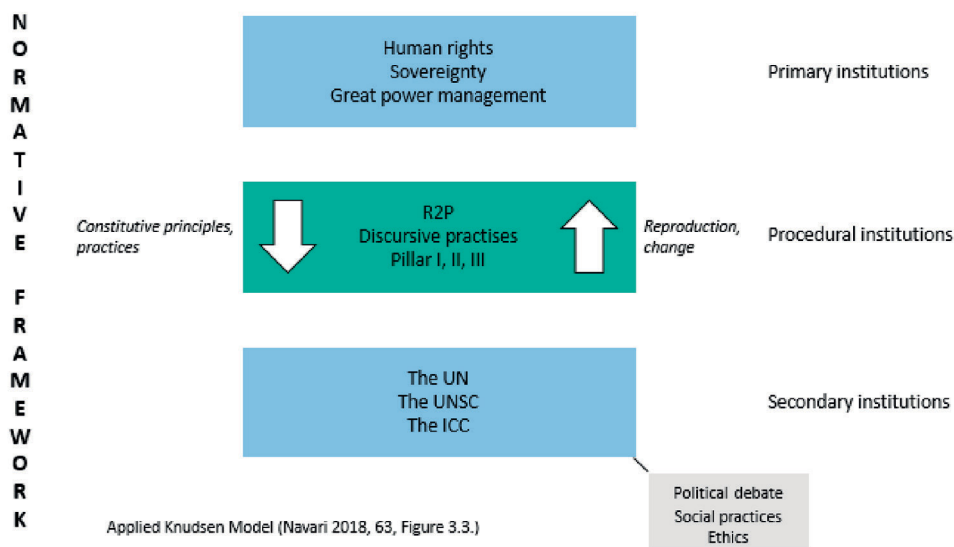 NORMATIVE FRAMEWORK
Human rights
Sovereignty
Great power management
Primary institutions
Constitutive principles,
practices
R2P
Discursive practises
Pillar I, II, III
Reproduction,
change
Procedural institutions
The UN
The UNSC
The ICC
Secondary institutions
Political debate
Social practices
Ethics
Applied Knudsen Model (Navari 2018, 63, Figure 3.3.)